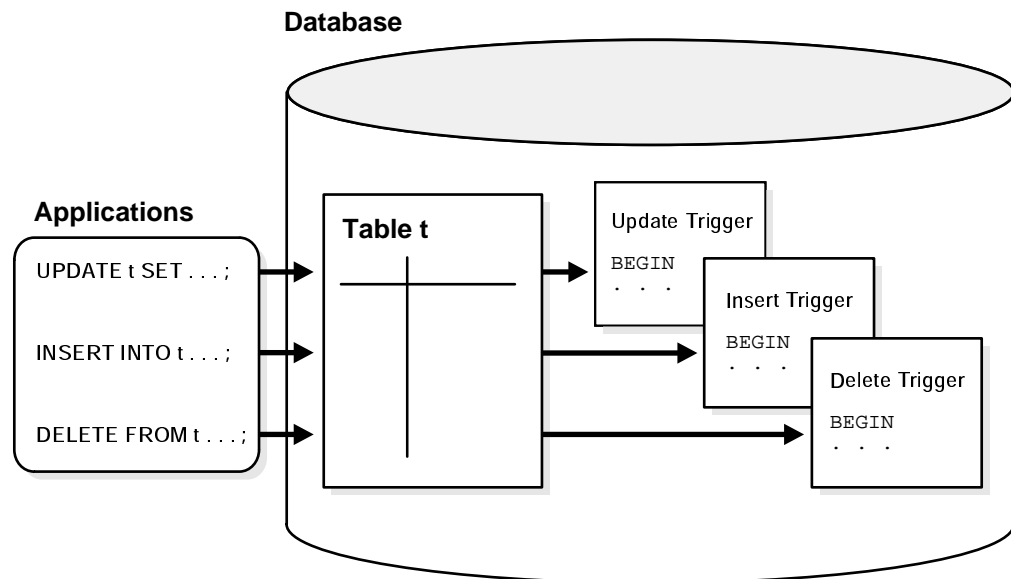 Database
Applications
UPDATE t SET . . . ;
INSERT INTO t . . . ;
DELETE FROM t . . . ;
Table t
Update Trigger
BEGIN
. . .
Insert Trigger
BEGIN
. . .
Delete Trigger
BEGIN
. . .